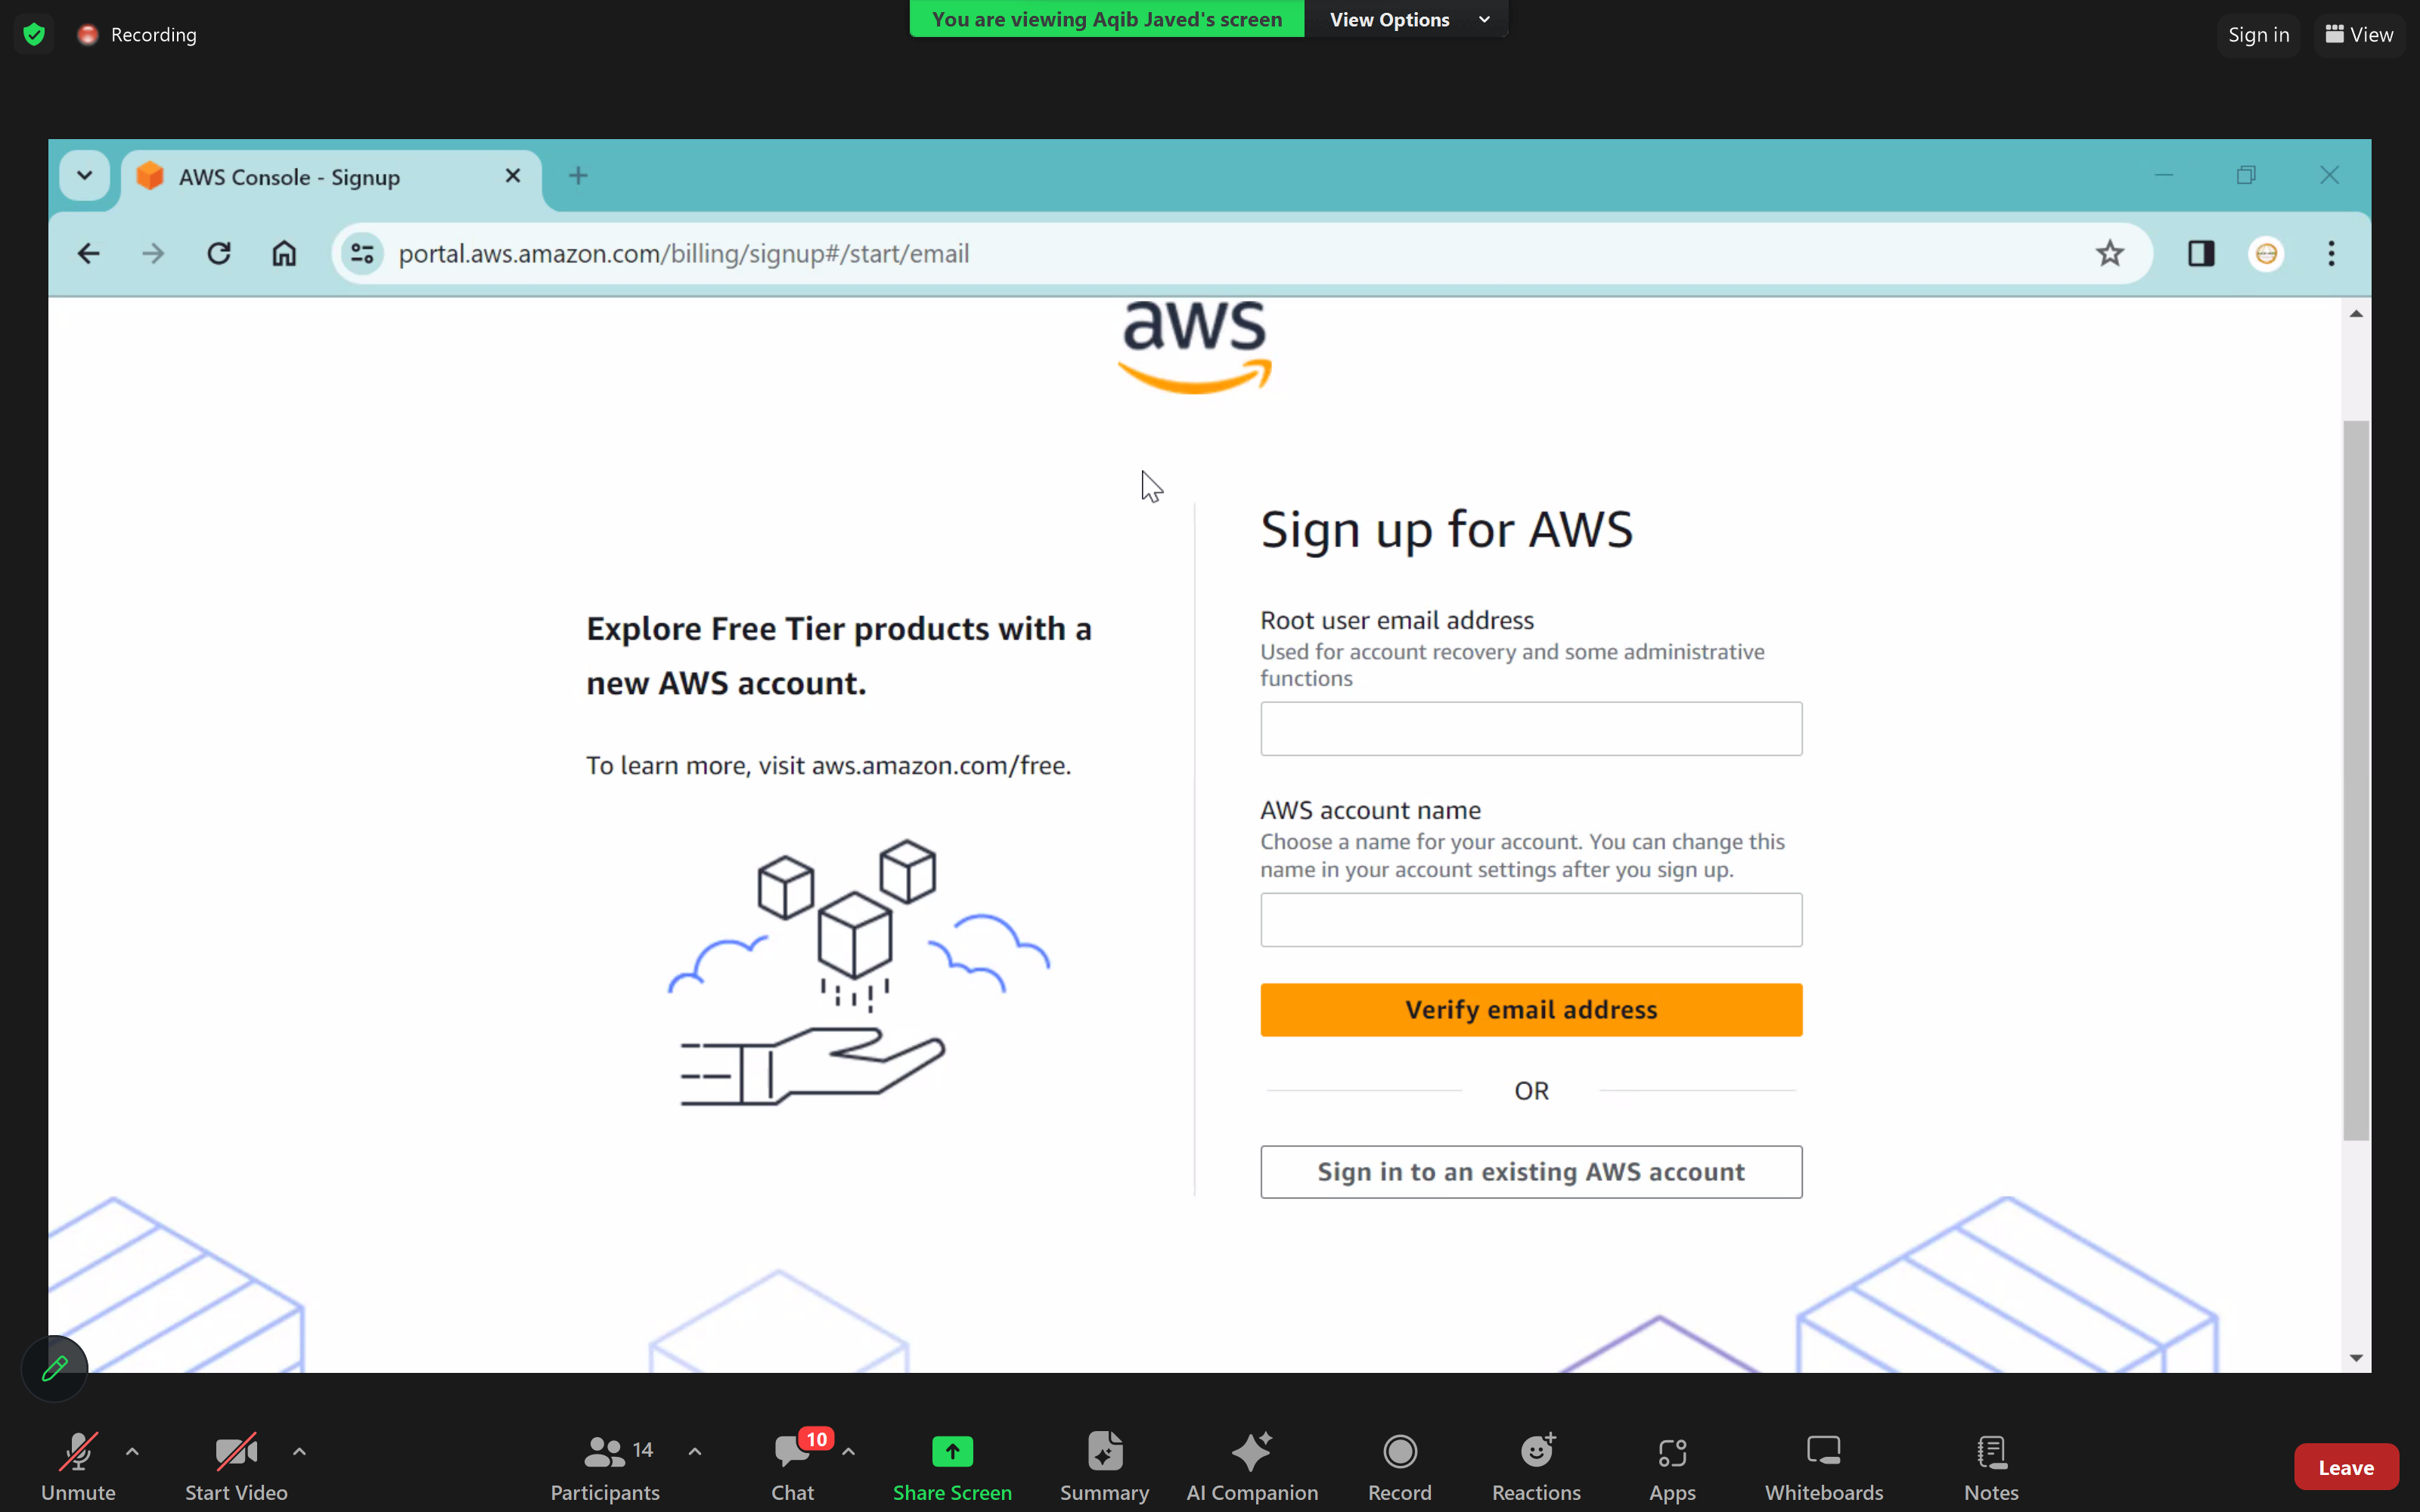 Recording
You are viewing Aqib Javed's screen
View Options
Sign in
View
AWS Console - Signup
portal.aws.amazon.com/billing/signup#/start/email
aws
Explore Free Tier products with a
new AWS account.
To learn more, visit aws.amazon.com/free.
Sign up for AWS
Root user email address
Used for account recovery and some administrative
functions
AWS account name
Choose a name for your account. You can change this
name in your account settings after you sign up.
Verify email address
OR
Sign in to an existing AWS account
Unmute
Start Video
14
Participants
10
Chat
Share Screen
Summary
AI Companion
Record
Reactions
Apps
Whiteboards
Notes
Leave